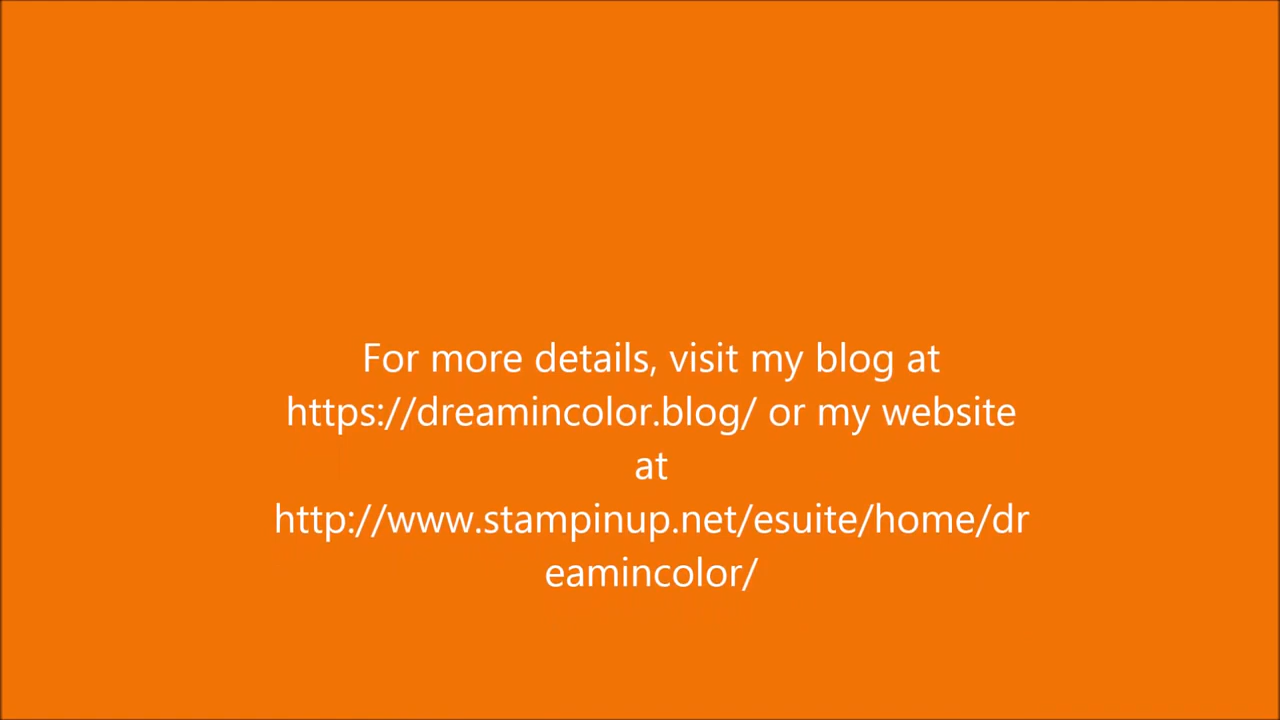 For more details, visit my blog at
https://dreamincolor.blog/ or my website
at
http://www.stampinup.net/esuite/home/dr
eamincolor/